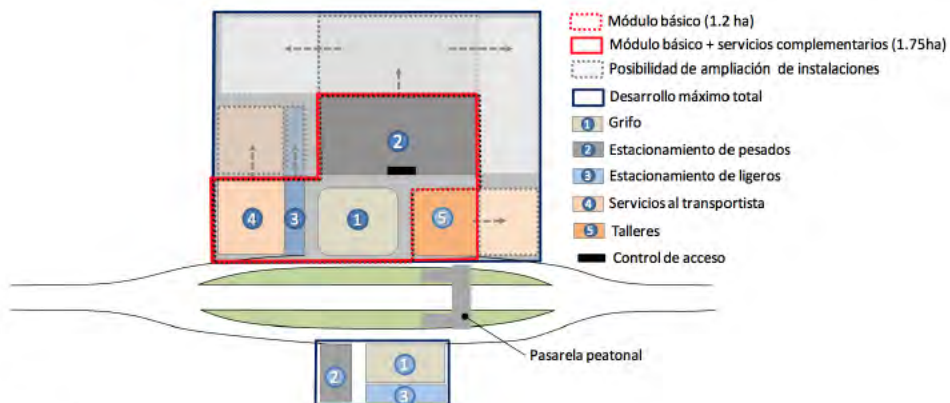 Módulo básico (1.2 ha)
Módulo básico + servicios complementarios (1.75ha)
Posibilidad de ampliación de instalaciones
Desarrollo máximo total
1 Grifo
2 Estacionamiento de pesados
3 Estacionamiento de ligeros
4 Servicios al transportista
5 Talleres
Control de acceso
2
4 3 1 5
Pasarela peatonal
2 1
3